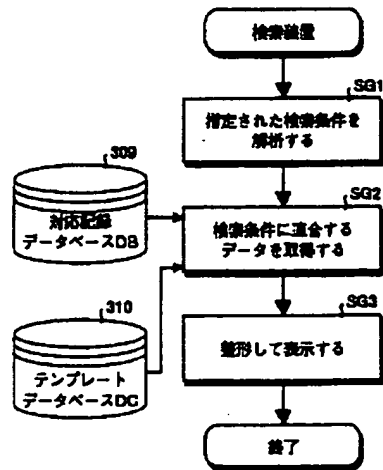 検索装置
SG1
指定された検索条件を
解析する
309
対応記録
データベースDB
SG2
検索条件に適合する
データを取得する
310
テンプレート
データベースDC
SG3
整形して表示する
終了